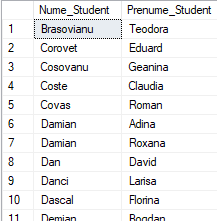 Nume_Student Prenume_Student
1 Brasovianu Teodora
2 Corovet Eduard
3 Cosovanu Geanina
4 Coste Claudia
5 Covas Roman
6 Damian Adina
7 Damian Roxana
8 Dan David
9 Danci Larisa
10 Dascal Florina
11 Demian Bogdan